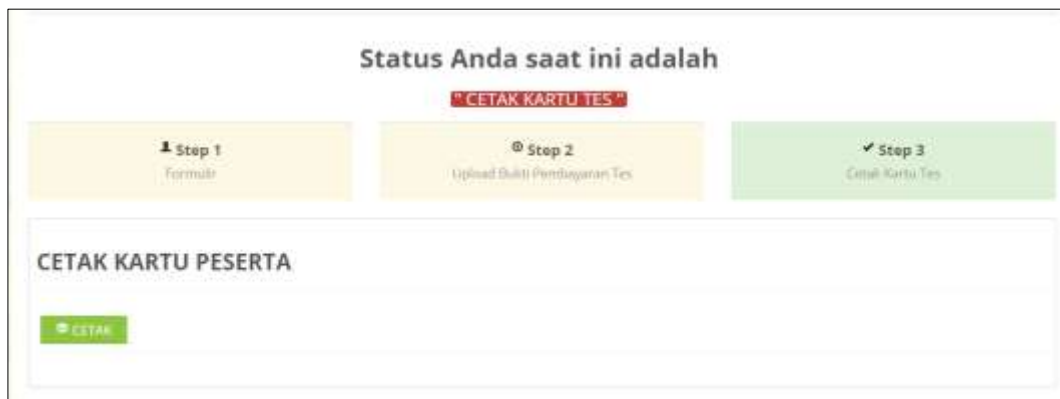 Status Anda saat ini adalah
" CETAK KARTU TES "
Step 1
Formulir
Step 2
Upload Bukti Pembayaran Tes
Step 3
Cetak Kartu Tes
CETAK KARTU PESERTA
CETAK